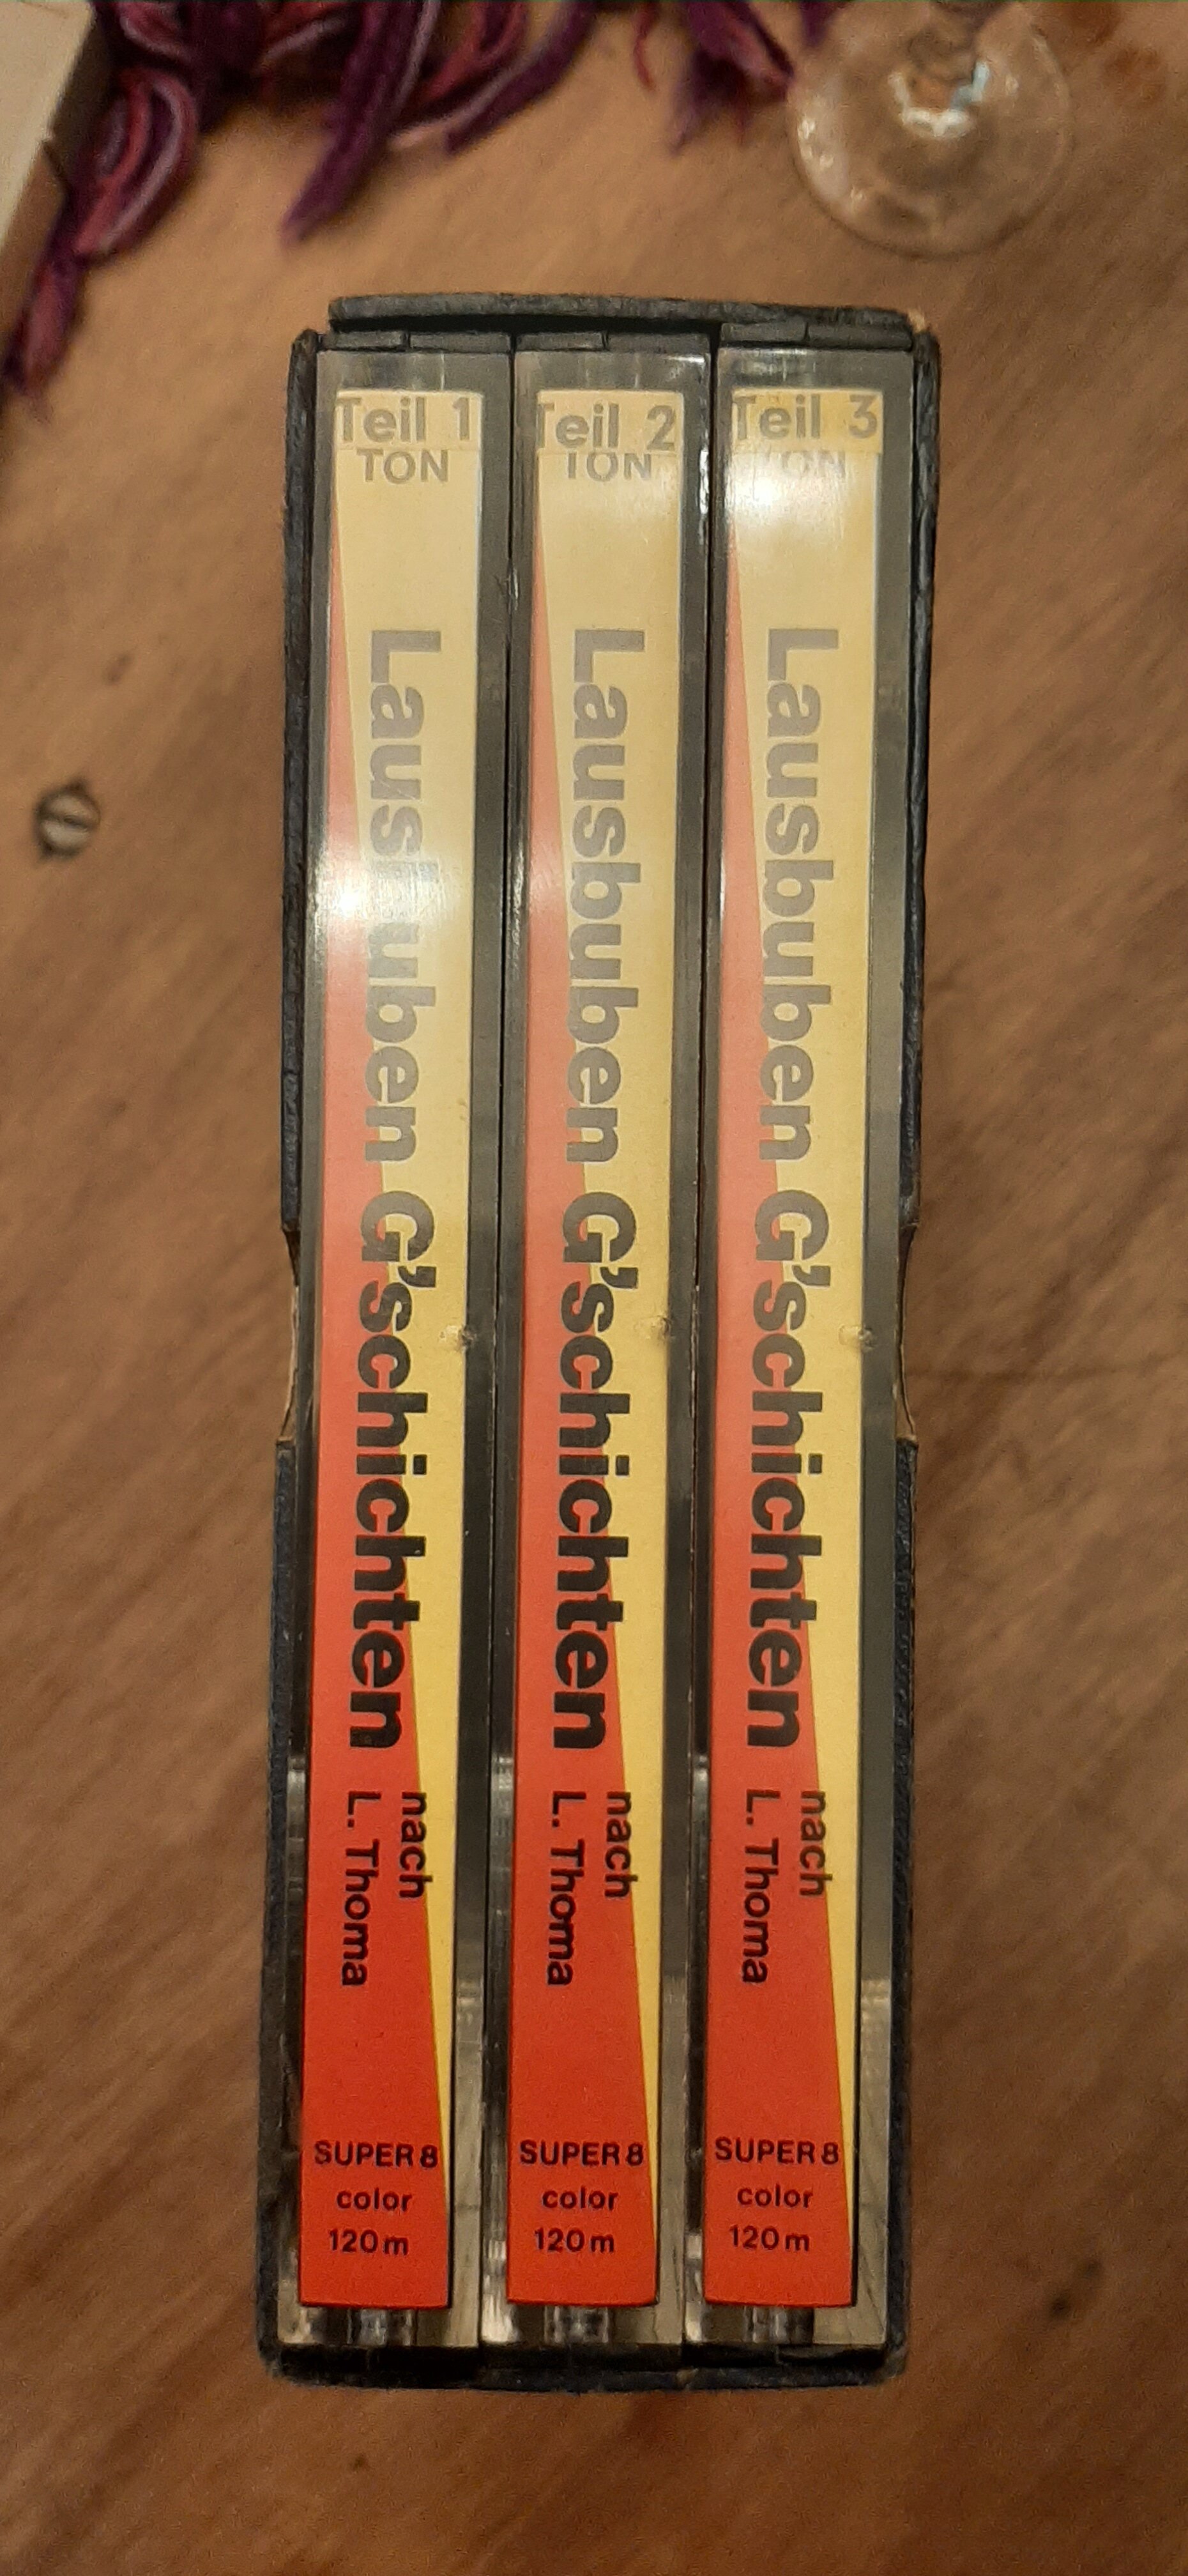 Teil 1
TON
Lausbuben G'schichten
nach
L. Thoma
SUPER 8
color
120 m
Teil 2
TON
Lausbuben G'schichten
nach
L. Thoma
SUPER 8
color
120 m
Teil 3
TON
Lausbuben G'schichten
nach
L. Thoma
SUPER 8
color
120 m